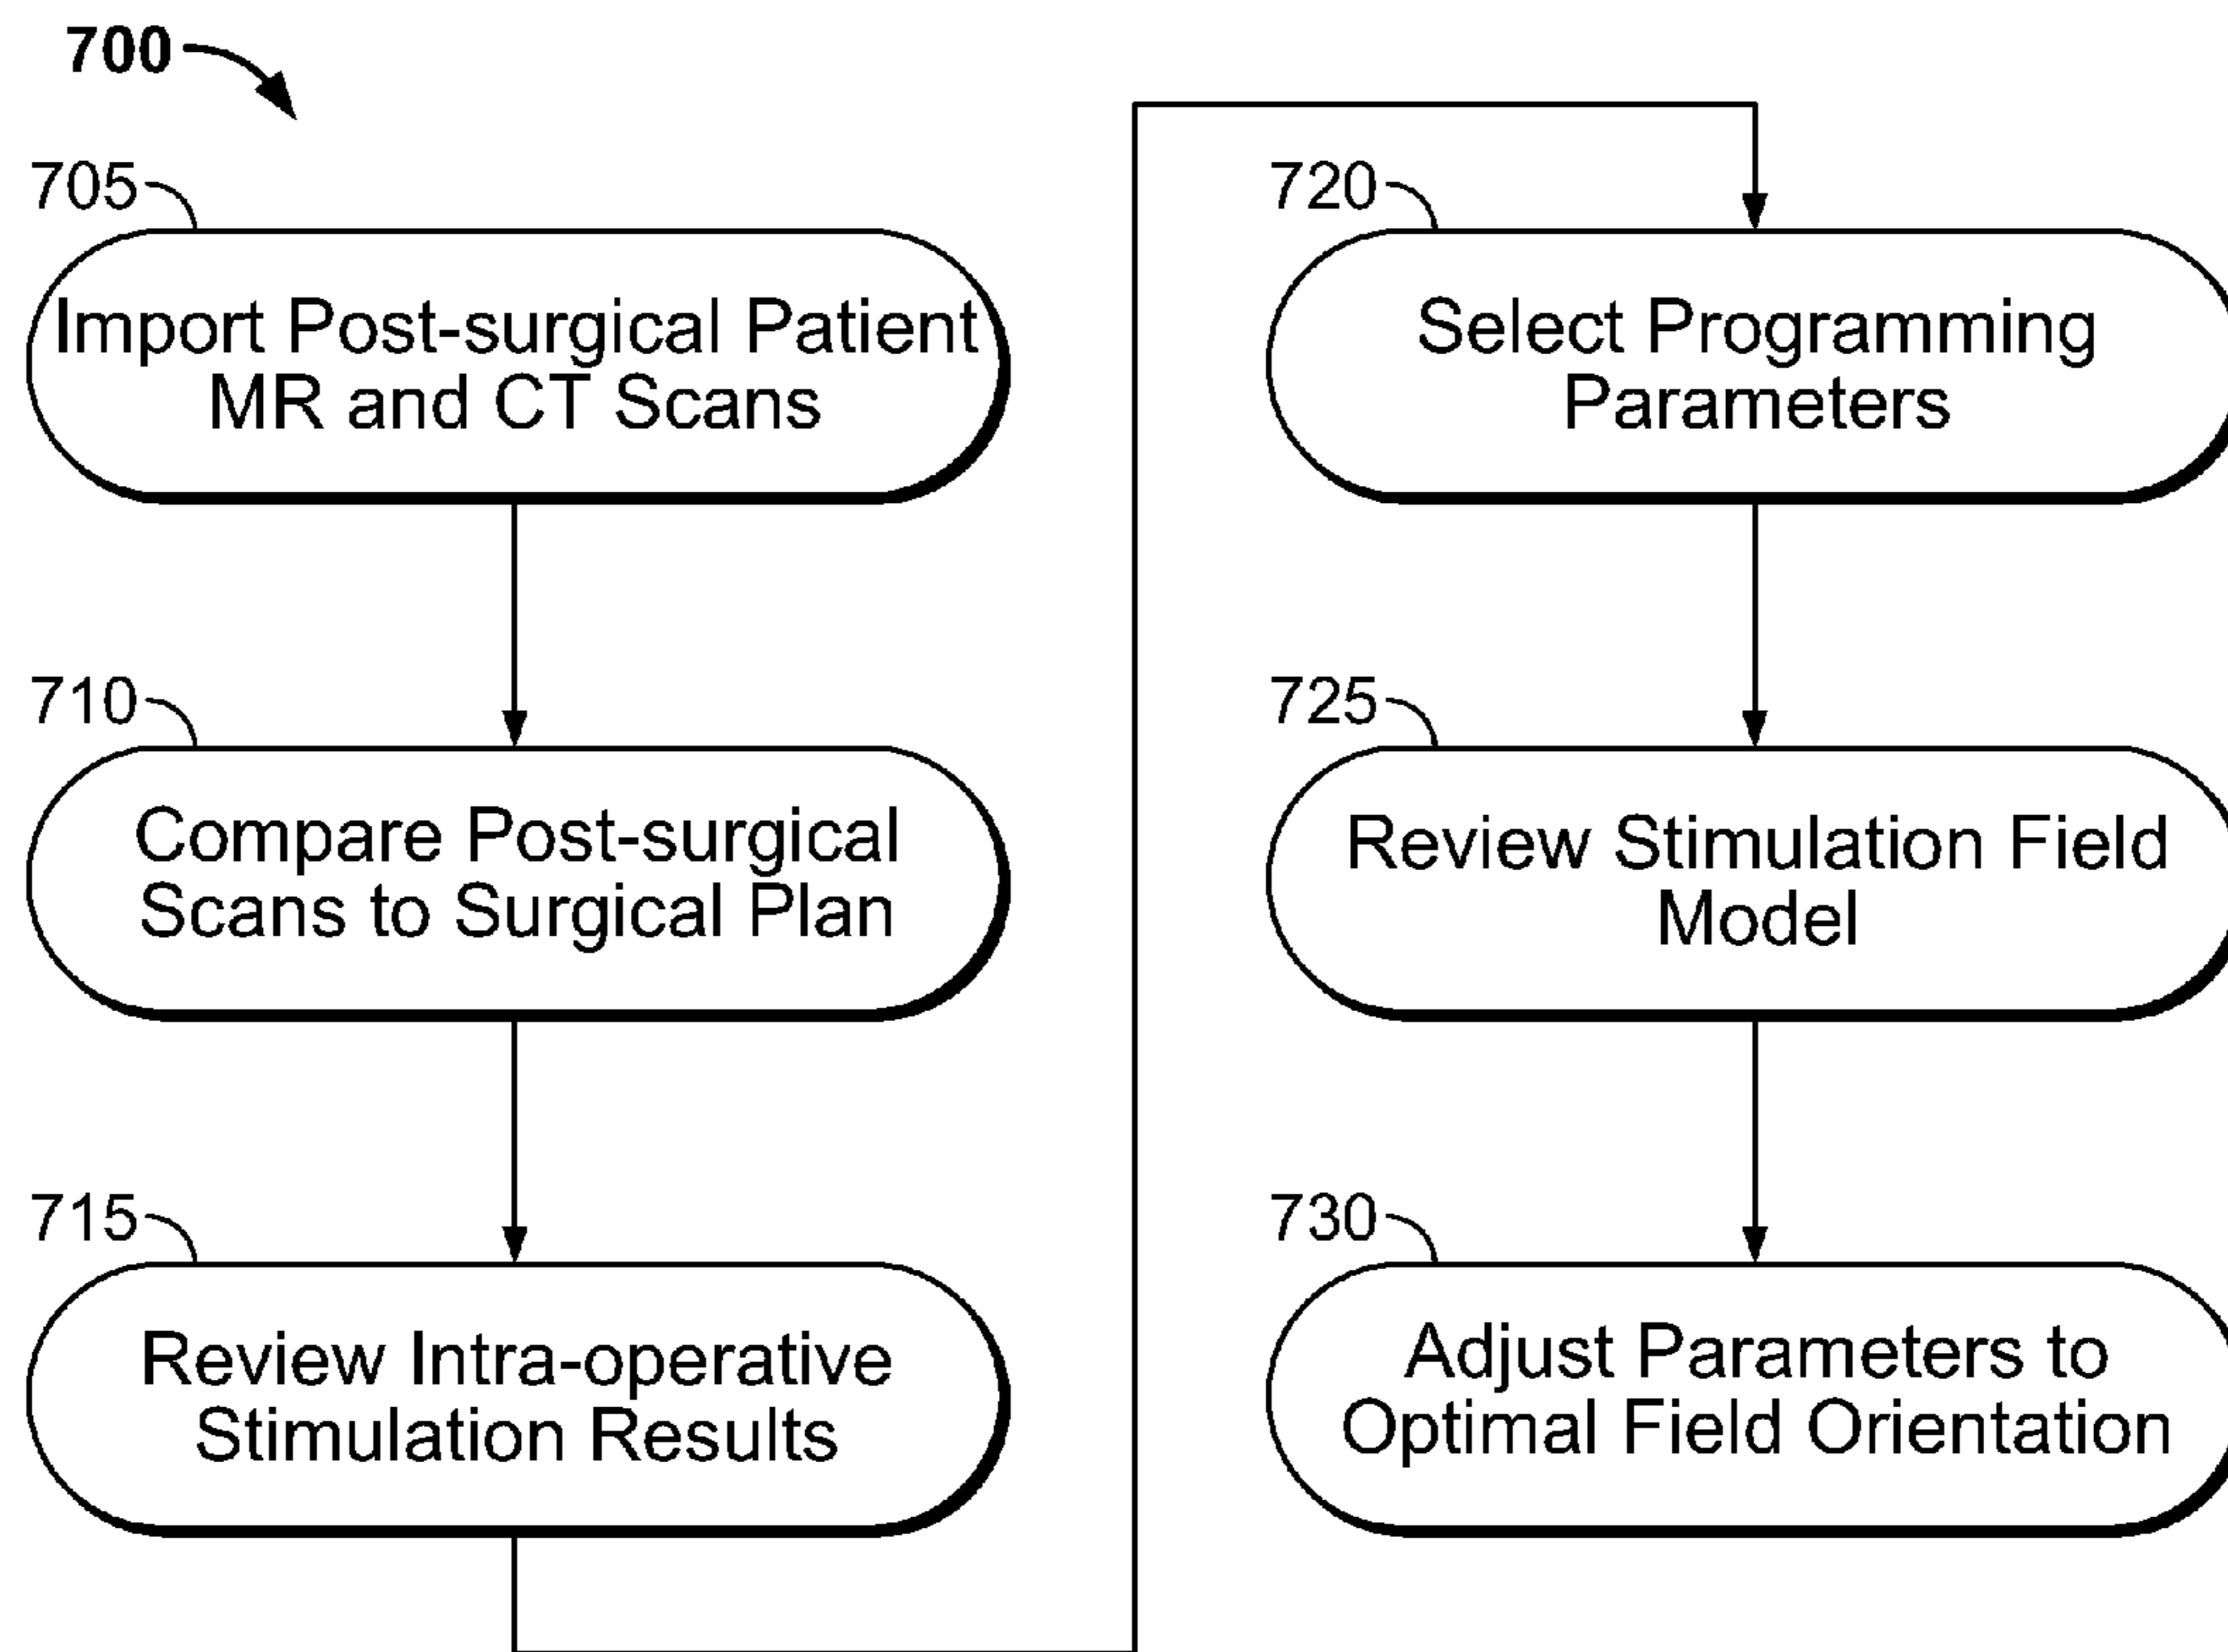 700
705
Import Post-surgical Patient
MR and CT Scans
710
Compare Post-surgical
Scans to Surgical Plan
715
Review Intra-operative
Stimulation Results
720
Select Programming
Parameters
725
Review Stimulation Field
Model
730
Adjust Parameters to
Optimal Field Orientation